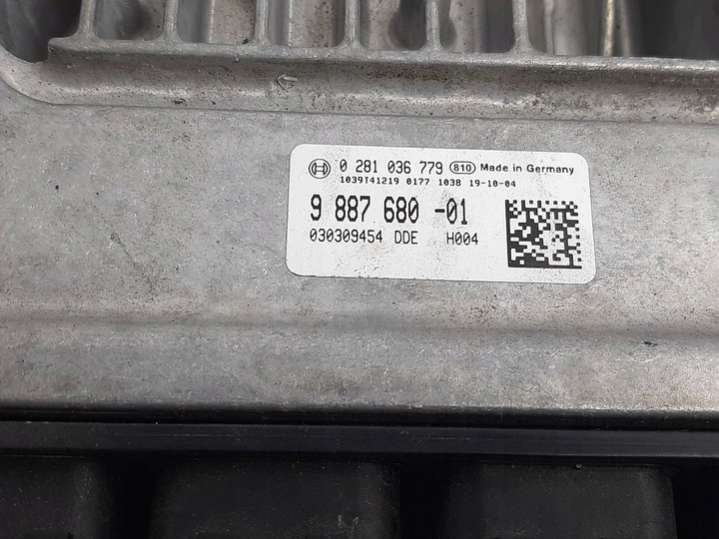 0 281 036 779 810 Made in Germany
1039T41219 0177 1038 19-10-04
9 887 680 -01
030309454 DDE H004